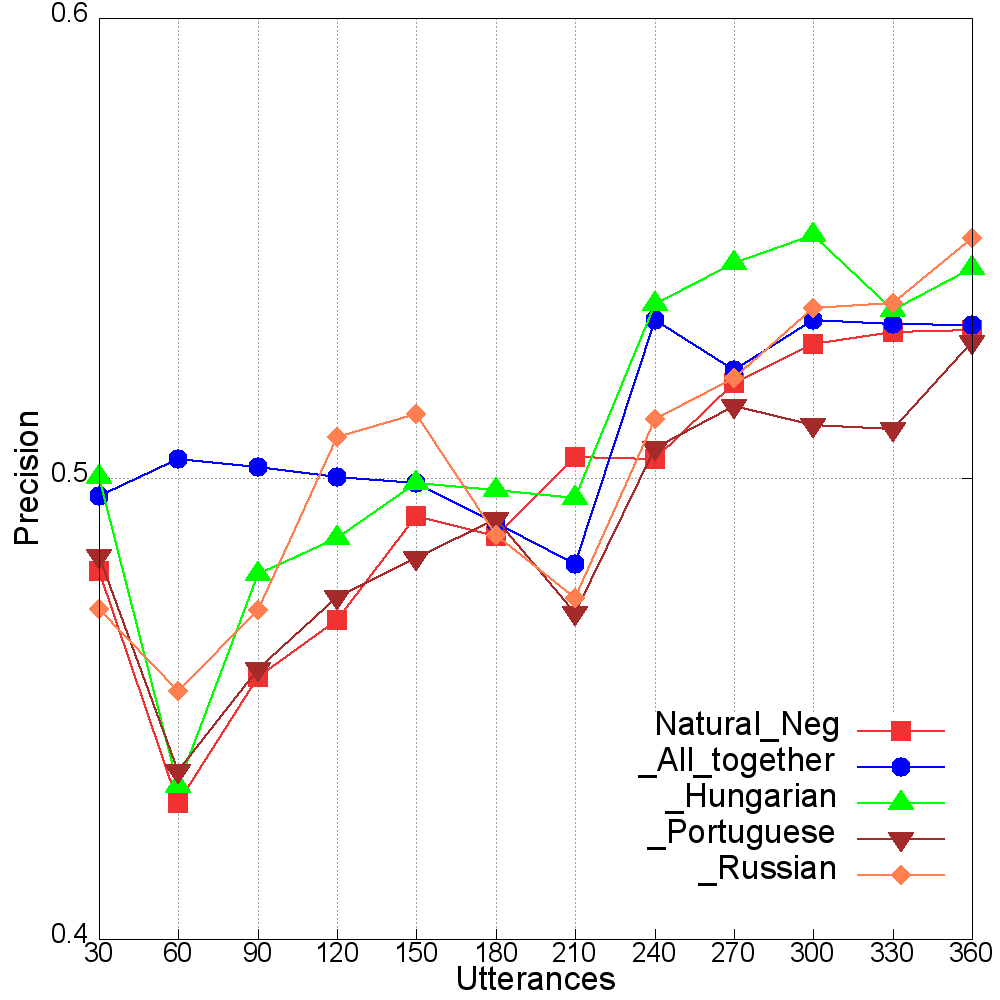 0.6
0.5
0.4
Precision
30 60 90 120 150 180 210 240 270 300 330 360
Utterances
Natural_Neg
_All_together
_Hungarian
_Portuguese
_Russian